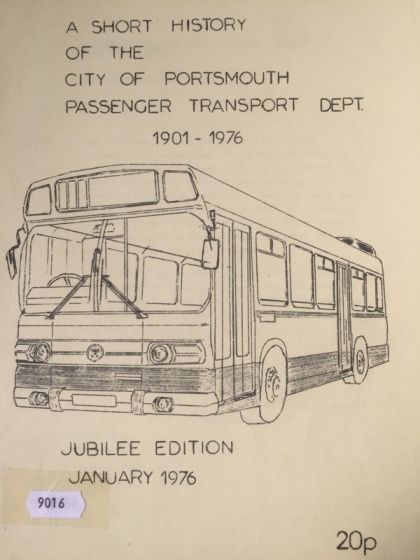 A SHORT HISTORY
OF THE
CITY OF PORTSMOUTH
PASSENGER TRANSPORT DEPT.
1901 - 1976
JUBILEE EDITION
JANUARY 1976
9016
20p